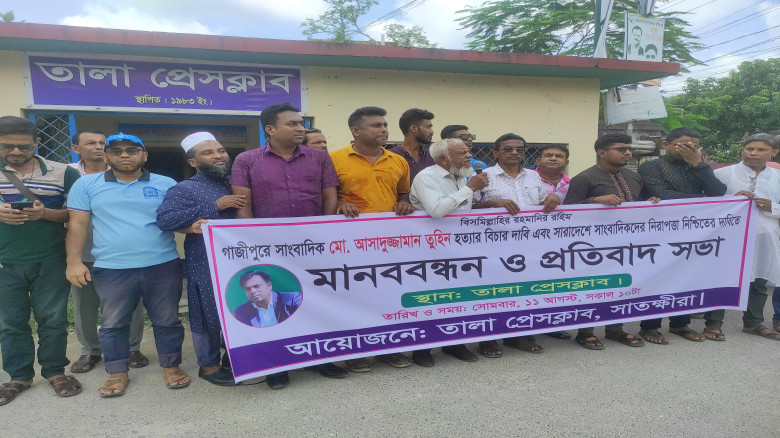 তালা প্রেসক্লাব
স্থাপিত : ১৯৮৩ ইং।
বিসমিল্লাহির রহমানির রাহিম
গাজীপুরে সাংবাদিক মো. আসাদুজ্জামান তুহিন হত্যার বিচার দাবি এবং সারাদেশে সাংবাদিকদের নিরাপত্তা নিশ্চিতের দাবীতে
মানববন্ধন ও প্রতিবাদ সভা
স্থান: তালা প্রেসক্লাব।
তারিখ ও সময়: সোমবার, ১১ আগস্ট, সকাল ১০টা
আয়োজনে: তালা প্রেসক্লাব, সাতক্ষীরা।